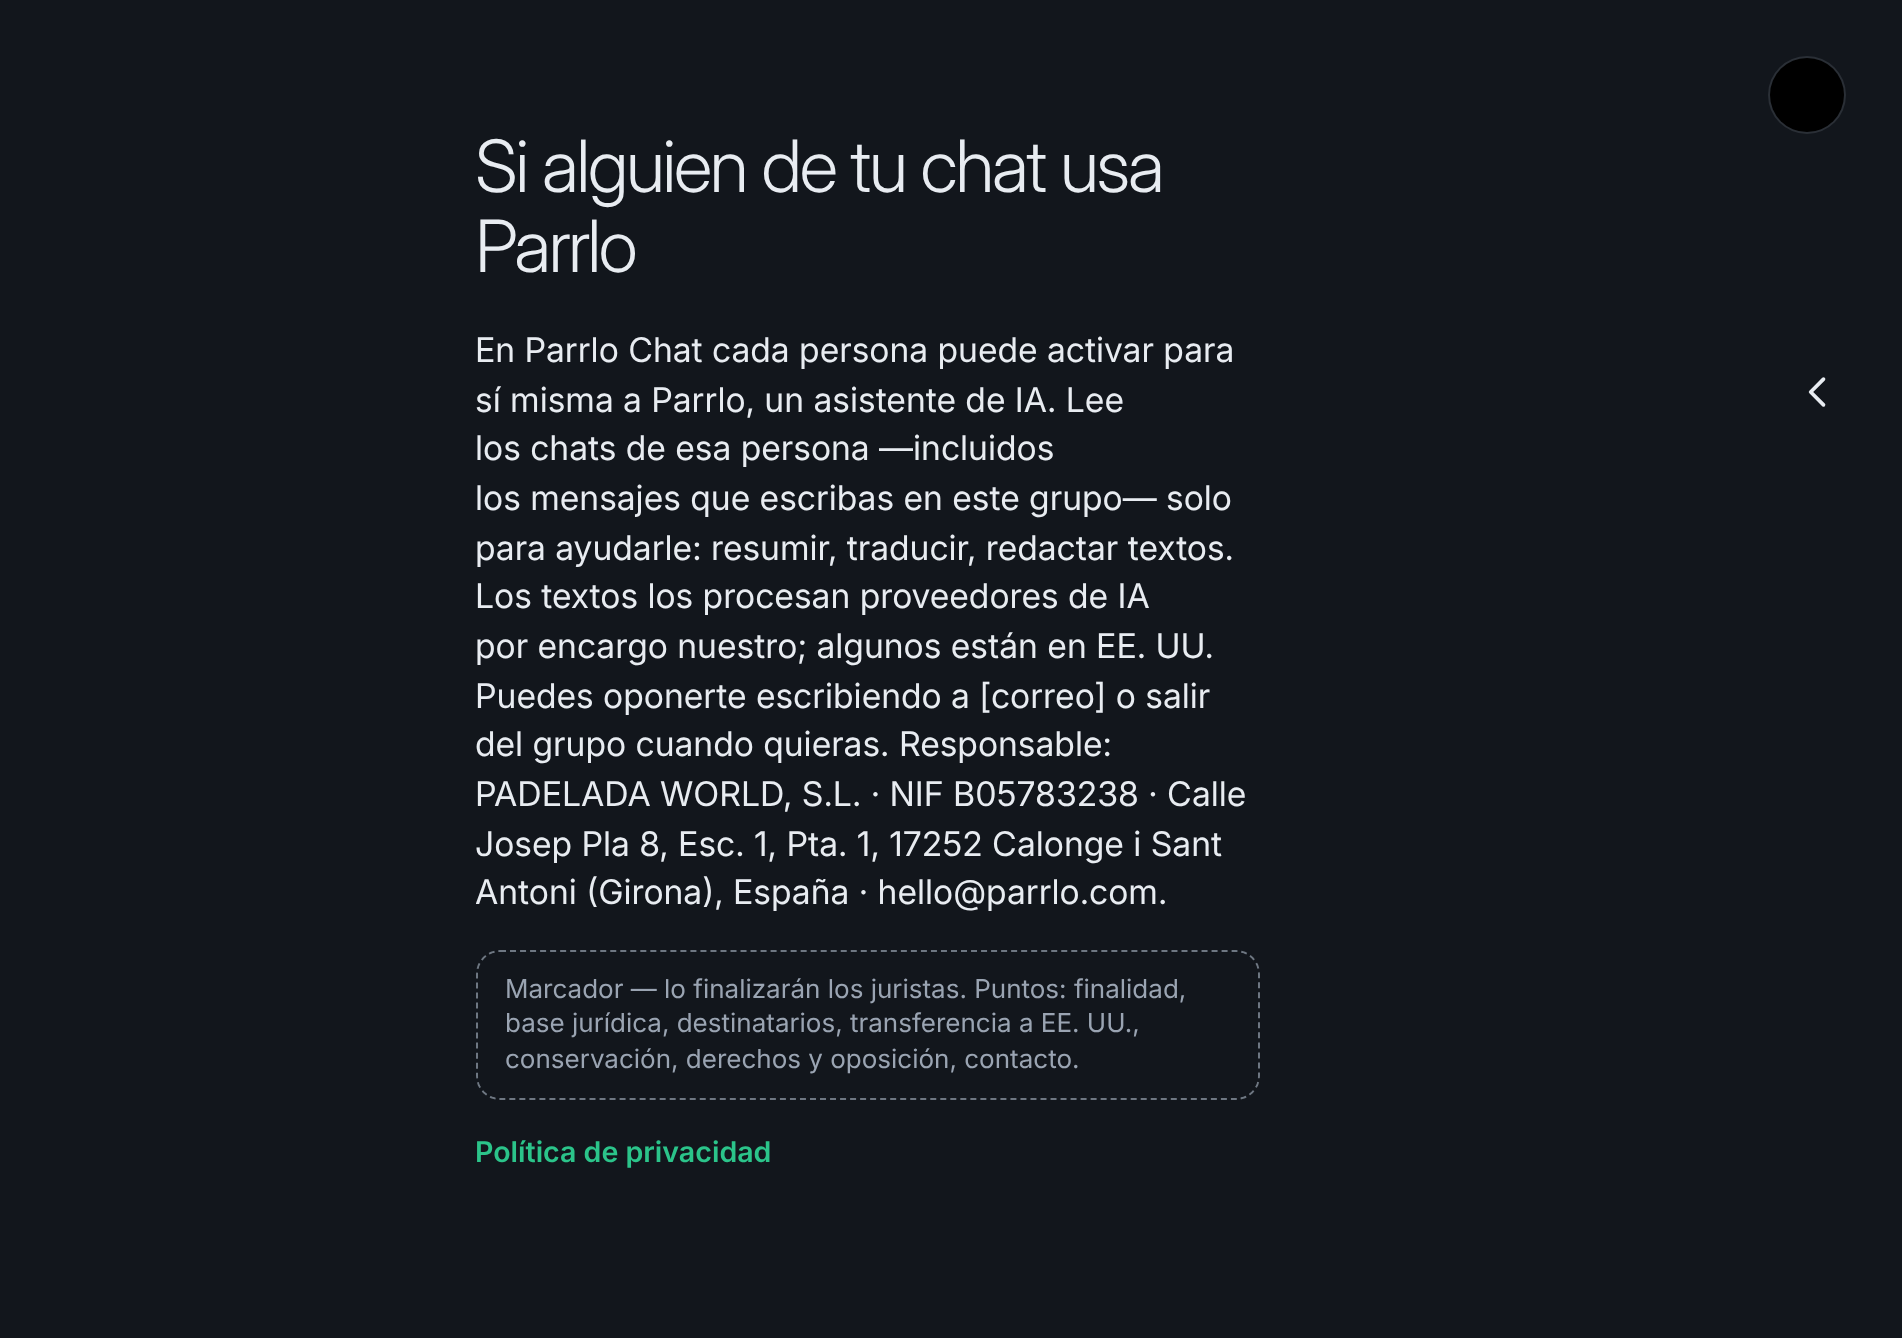 Si alguien de tu chat usa
Parrlo
En Parrlo Chat cada persona puede activar para
sí misma a Parrlo, un asistente de IA. Lee
los chats de esa persona —incluidos
los mensajes que escribas en este grupo— solo
para ayudarle: resumir, traducir, redactar textos.
Los textos los procesan proveedores de IA
por encargo nuestro; algunos están en EE. UU.
Puedes oponerte escribiendo a [correo] o salir
del grupo cuando quieras. Responsable:
PADELADA WORLD, S.L. · NIF B05783238 · Calle
Josep Pla 8, Esc. 1, Pta. 1, 17252 Calonge i Sant
Antoni (Girona), España · hello@parrlo.com.
Marcador — lo finalizarán los juristas. Puntos: finalidad,
base jurídica, destinatarios, transferencia a EE. UU.,
conservación, derechos y oposición, contacto.
Política de privacidad